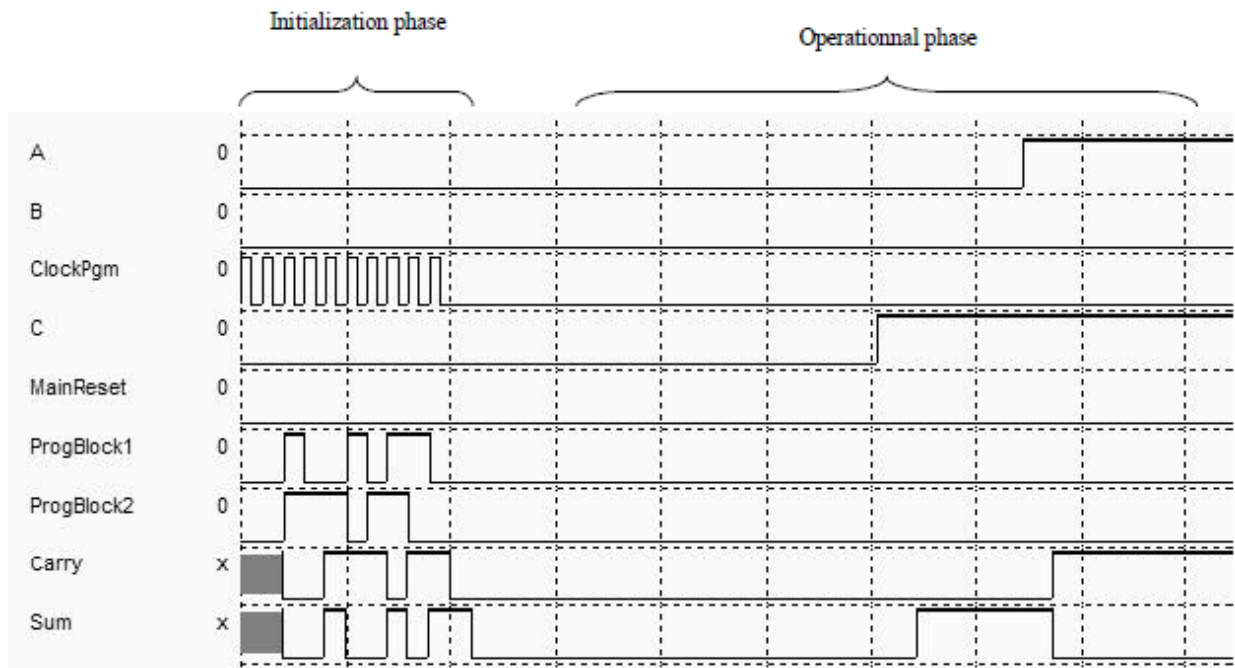 Initialization phase
Operationnal phase
A 0
B 0
ClockPgm 0
C 0
MainReset 0
ProgBlock1 0
ProgBlock2 0
Carry x
Sum x